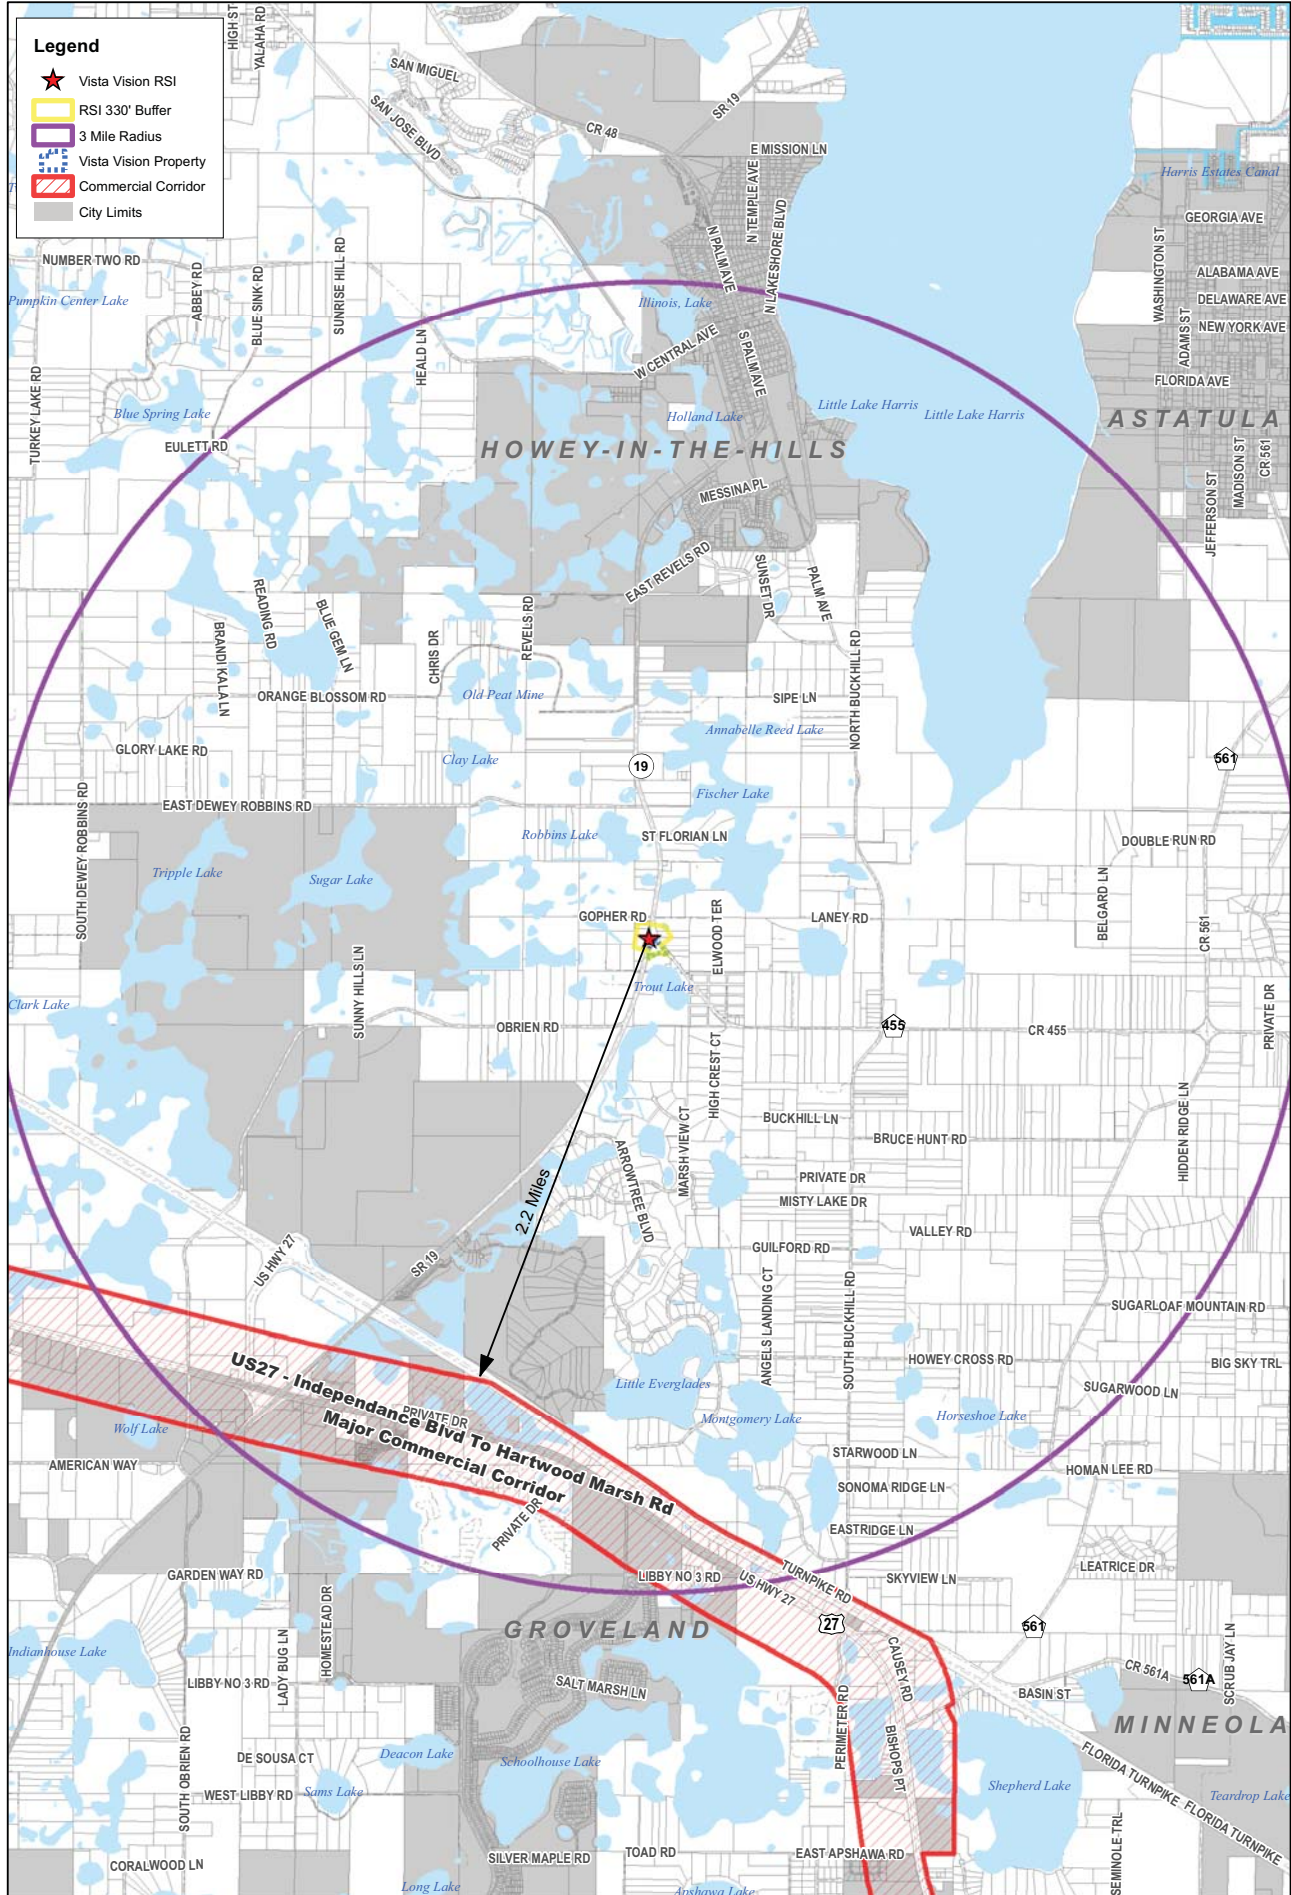 Legend
Vista Vision RSI
RSI 330' Buffer
3 Mile Radius
Vista Vision Property
Commercial Corridor
City Limits
HIGH ST
YALAHA RD
SAN MIGUEL
SAN JOSE BLVD
CR 48
SR 19
E MISSION LN
N TEMPLE AVE
N PALM AVE
N LAKESHORE BLVD
Harris Estates Canal
GEORGIA AVE
WASHINGTON ST
ALABAMA AVE
DELAWARE AVE
NEW YORK AVE
ADAMS ST
FLORIDA AVE
NUMBER TWO RD
Pumpkin Center Lake
ABBEY RD
BLUE SINK RD
SUNRISE HILL RD
HEALD LN
Illinois, Lake
W CENTRAL AVE
S PALM AVE
TURKEY LAKE RD
Blue Spring Lake
EULETT RD
Holland Lake
Little Lake Harris
Little Lake Harris
ASTATULA
HOWEY-IN-THE-HILLS
MADISON ST
CR 561
JEFFERSON ST
MESSINA PL
EAST REVELS RD
SUNSET DR
PALM AVE
READING RD
BLUE GEM LN
BRANDI KALA LN
CHRIS DR
REVELS RD
NORTH BUCKHILL RD
ORANGE BLOSSOM RD
Old Peat Mine
SIPE LN
Annabelle Reed Lake
GLORY LAKE RD
Clay Lake
19
561
Fischer Lake
EAST DEWEY ROBBINS RD
SOUTH DEWEY ROBBINS RD
Robbins Lake
ST FLORIAN LN
DOUBLE RUN RD
Tripple Lake
Sugar Lake
BELGARD LN
GOPHER RD
ELWOOD TER
LANEY RD
CR 561
SUNNY HILLS LN
Trout Lake
Clark Lake
PRIVATE DR
OBRIEN RD
455
CR 455
HIGH CREST CT
BUCKHILL LN
HIDDEN RIDGE LN
MARSH VIEW CT
ARROWTREE BLVD
BRUCE HUNT RD
PRIVATE DR
MISTY LAKE DR
2.2 Miles
VALLEY RD
GUILFORD RD
US HWY 27
SR 19
ANGELS LANDING CT
SOUTH BUCKHILL RD
SUGARLOAF MOUNTAIN RD
HOWEY CROSS RD
BIG SKY TRL
Little Everglades
SUGARWOOD LN
US27 - Independance Blvd To Hartwood Marsh Rd
Major Commercial Corridor
PRIVATE DR
Montgomery Lake
Horseshoe Lake
Wolf Lake
STARWOOD LN
AMERICAN WAY
HOMAN LEE RD
SONOMA RIDGE LN
PRIVATE DR
EASTRIDGE LN
GARDEN WAY RD
LIBBY NO 3 RD
TURNPIKE RD
US HWY 27
SKYVIEW LN
LEATRICE DR
HOMESTEAD DR
GROVELAND
27
561
Indianhouse Lake
LADY BUG LN
LIBBY NO 3 RD
SALT MARSH LN
CAUSEY RD
CR 561A
561A
SCRUB JAY LN
BASIN ST
PERIMETER RD
MINNEOLA
SOUTH OBRIEN RD
BISHOPS PT
DE SOUSA CT
Deacon Lake
Schoolhouse Lake
WEST LIBBY RD
Sams Lake
Shepherd Lake
FLORIDA TURNPIKE
FLORIDA TURNPIKE
Teardrop Lake
SEMINOLE TRL
CORALWOOD LN
SILVER MAPLE RD
TOAD RD
EAST APSHAWA RD
Long Lake
Apshawa Lake